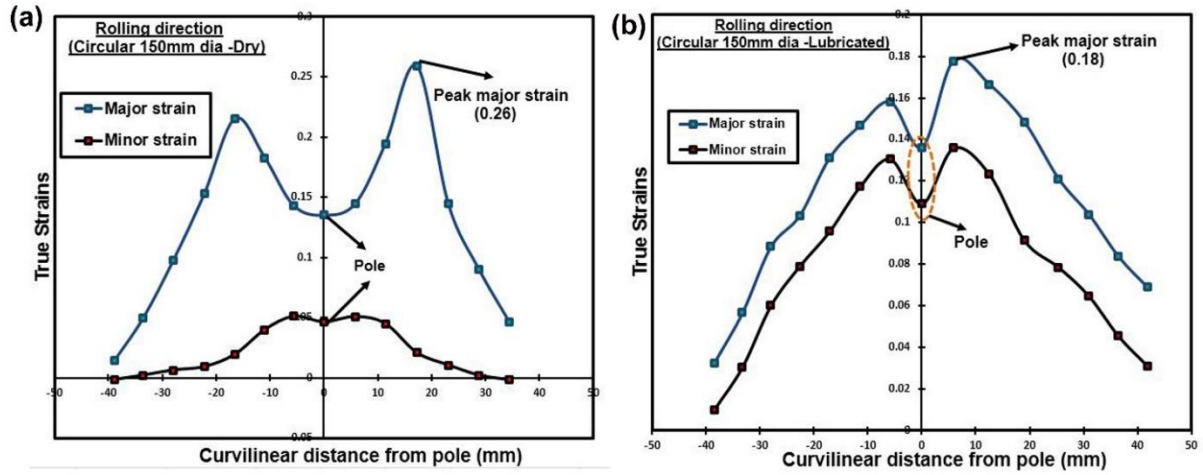 (a)
Rolling direction
(Circular 150mm dia -Dry)
Major strain
Minor strain
Peak major strain
(0.26)
Pole
True Strains
0.3
0.25
0.2
0.15
0.1
0.05
0
0.05
-50 -40 -30 -20 -10 0 10 20 30 40 50
Curvilinear distance from pole (mm)
(b)
Rolling direction
(Circular 150mm dia -Lubricated)
Major strain
Minor strain
Peak major strain
(0.18)
Pole
True Strains
0.2
0.18
0.16
0.14
0.12
0.1
0.08
0.06
0.04
0.02
0
-50 -40 -30 -20 -10 0 10 20 30 40 50
Curvilinear distance from pole (mm)